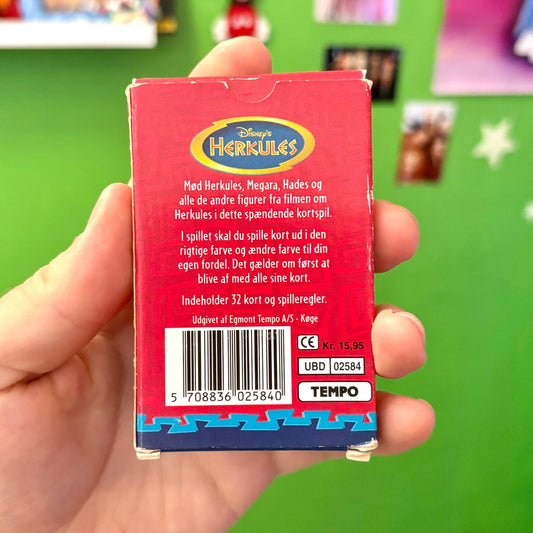 Disney's
HERKULES
Mød Herkules, Megara, Hades og
alle de andre figurer fra filmen om
Herkules i dette spændende kortspil.
I spillet skal du spille kort ud i den
rigtige farve og ændre farve til din
egen fordel. Det gælder om først at
blive af med alle sine kort.
Indeholder 32 kort og spilleregler.
Udgivet af Egmont Tempo A/S - Køge
CE Kr. 15,95
UBD 02584
TEMPO
5 708836 025840